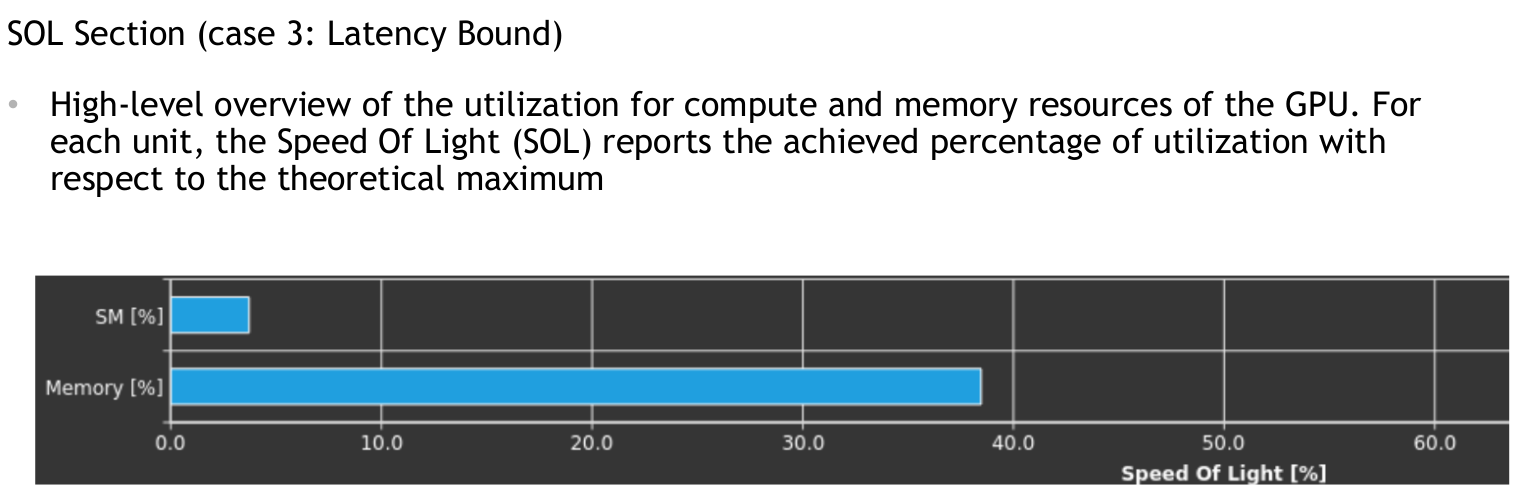 SOL Section (case 3: Latency Bound)
• High-level overview of the utilization for compute and memory resources of the GPU. For
each unit, the Speed Of Light (SOL) reports the achieved percentage of utilization with
respect to the theoretical maximum
SM [%]
Memory [%]
0.0 10.0 20.0 30.0 40.0 50.0 60.0
Speed Of Light [%]